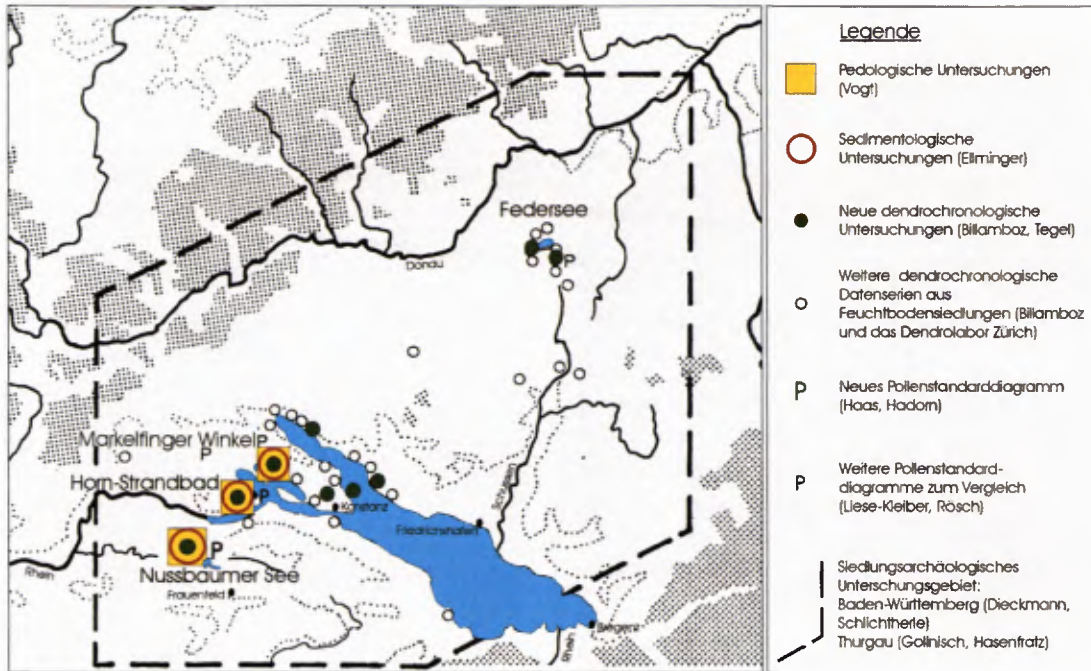 Federsee
P
Donau
Markelfinger Winkel P
P
Horn-Strandbad
P
Konstanz
Friedrichshafen
Schussen
P
Nussbaumer See
Rhein
Frauenfeld
Bregenz
Rhein
Legende
Pedologische Untersuchungen
(Vogt)
Sedimentologische
Untersuchungen (Ellminger)
Neue dendrochronologische
Untersuchungen (Billamboz, Tegel)
Weitere dendrochronologische
Datenserien aus
Feuchtbodensiedlungen (Billamboz
und das Dendrolabor Zürich)
P
Neues Pollenstandarddiagramm
(Haas, Hadorn)
P
Weitere Pollenstandard-
diagramme zum Vergleich
(Liese-Kleiber, Rösch)
Siedlungsarchäologisches
Unterschungsgebiet:
Baden-Württemberg (Dieckmann,
Schlichtherle)
Thurgau (Gollnisch, Hasenfratz)